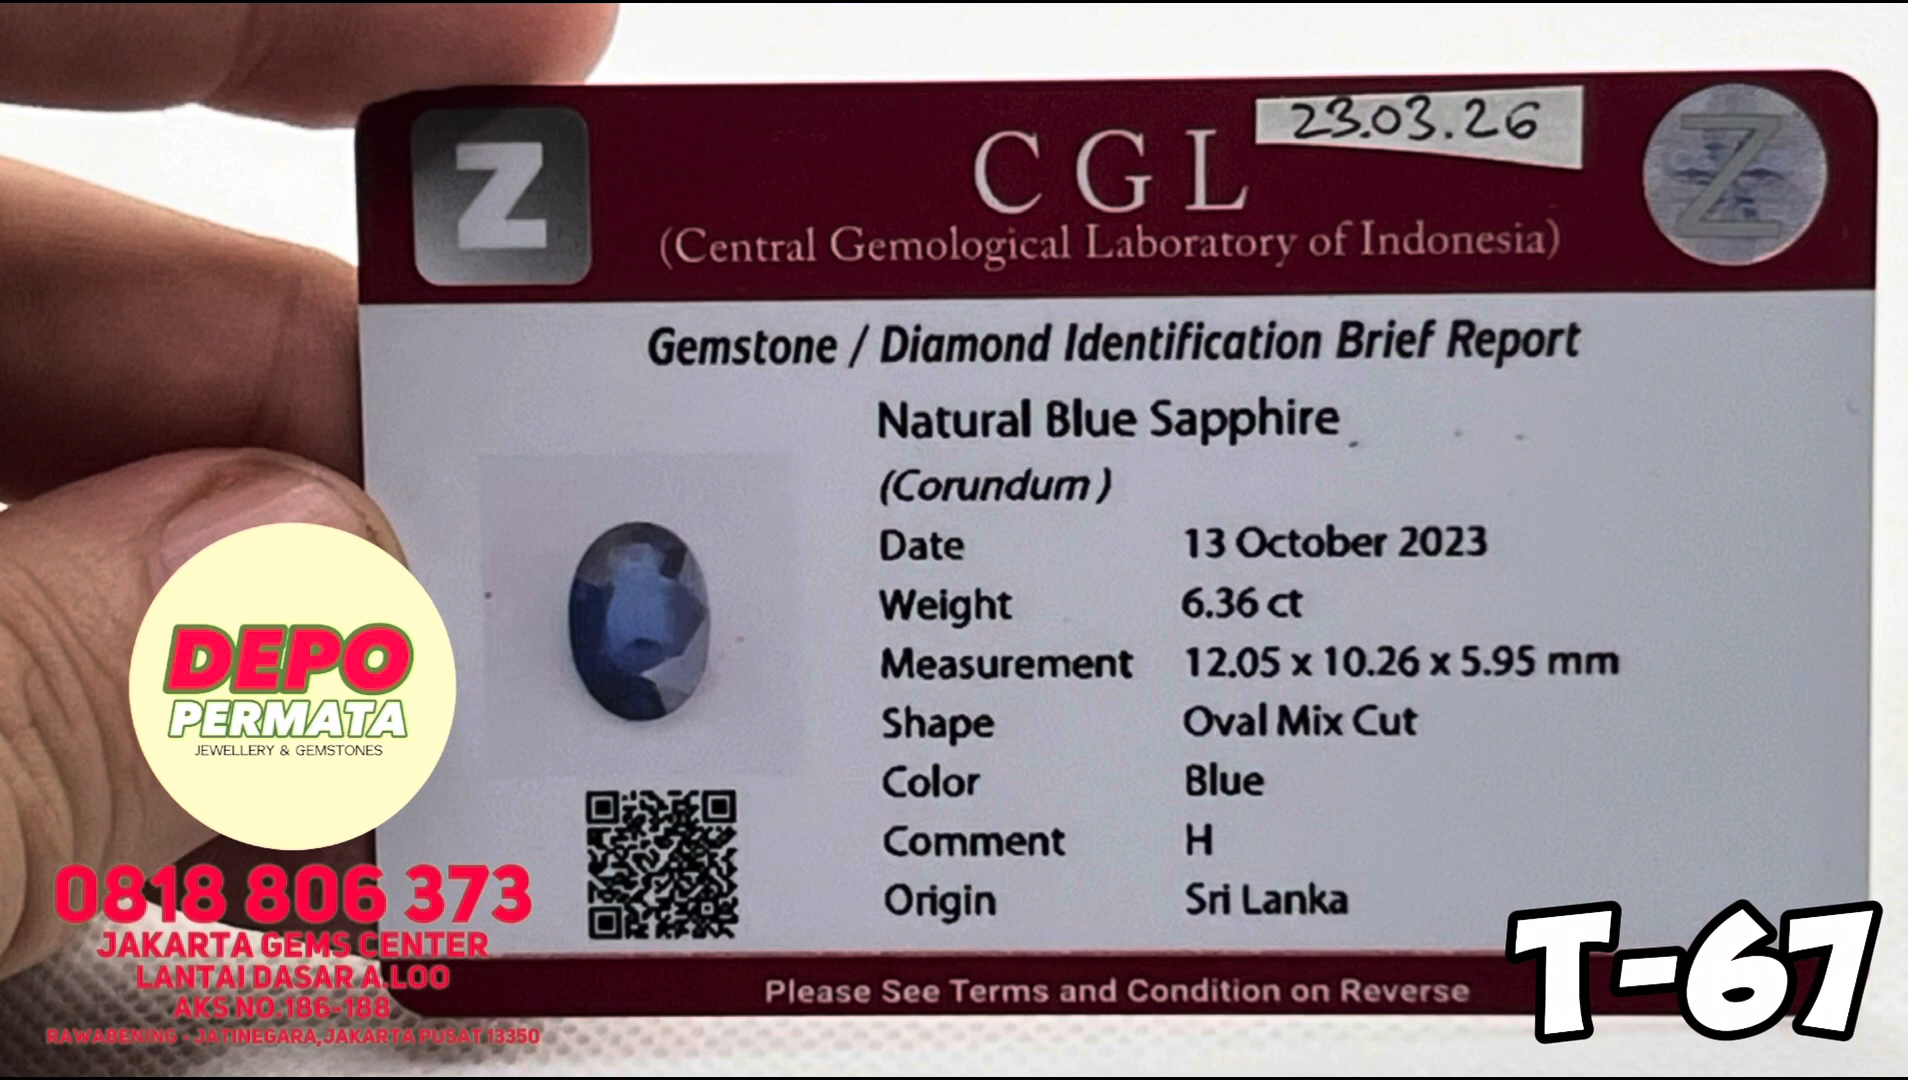 Z
23.03.26
Z
CGL
(Central Gemological Laboratory of Indonesia)
Gemstone / Diamond Identification Brief Report
Natural Blue Sapphire
(Corundum)
Date 13 October 2023
Weight 6.36 ct
Measurement 12.05 x 10.26 x 5.95 mm
Shape Oval Mix Cut
Color Blue
Comment H
Origin Sri Lanka
Please See Terms and Condition on Reverse
DEPO
PERMATA
JEWELLERY & GEMSTONES
0818 806 373
JAKARTA GEMS CENTER
LANTAI DASAR A.LOO
AKS NO.186-188
RAWABENING - JATINEGARA, JAKARTA PUSAT 13350
T-67